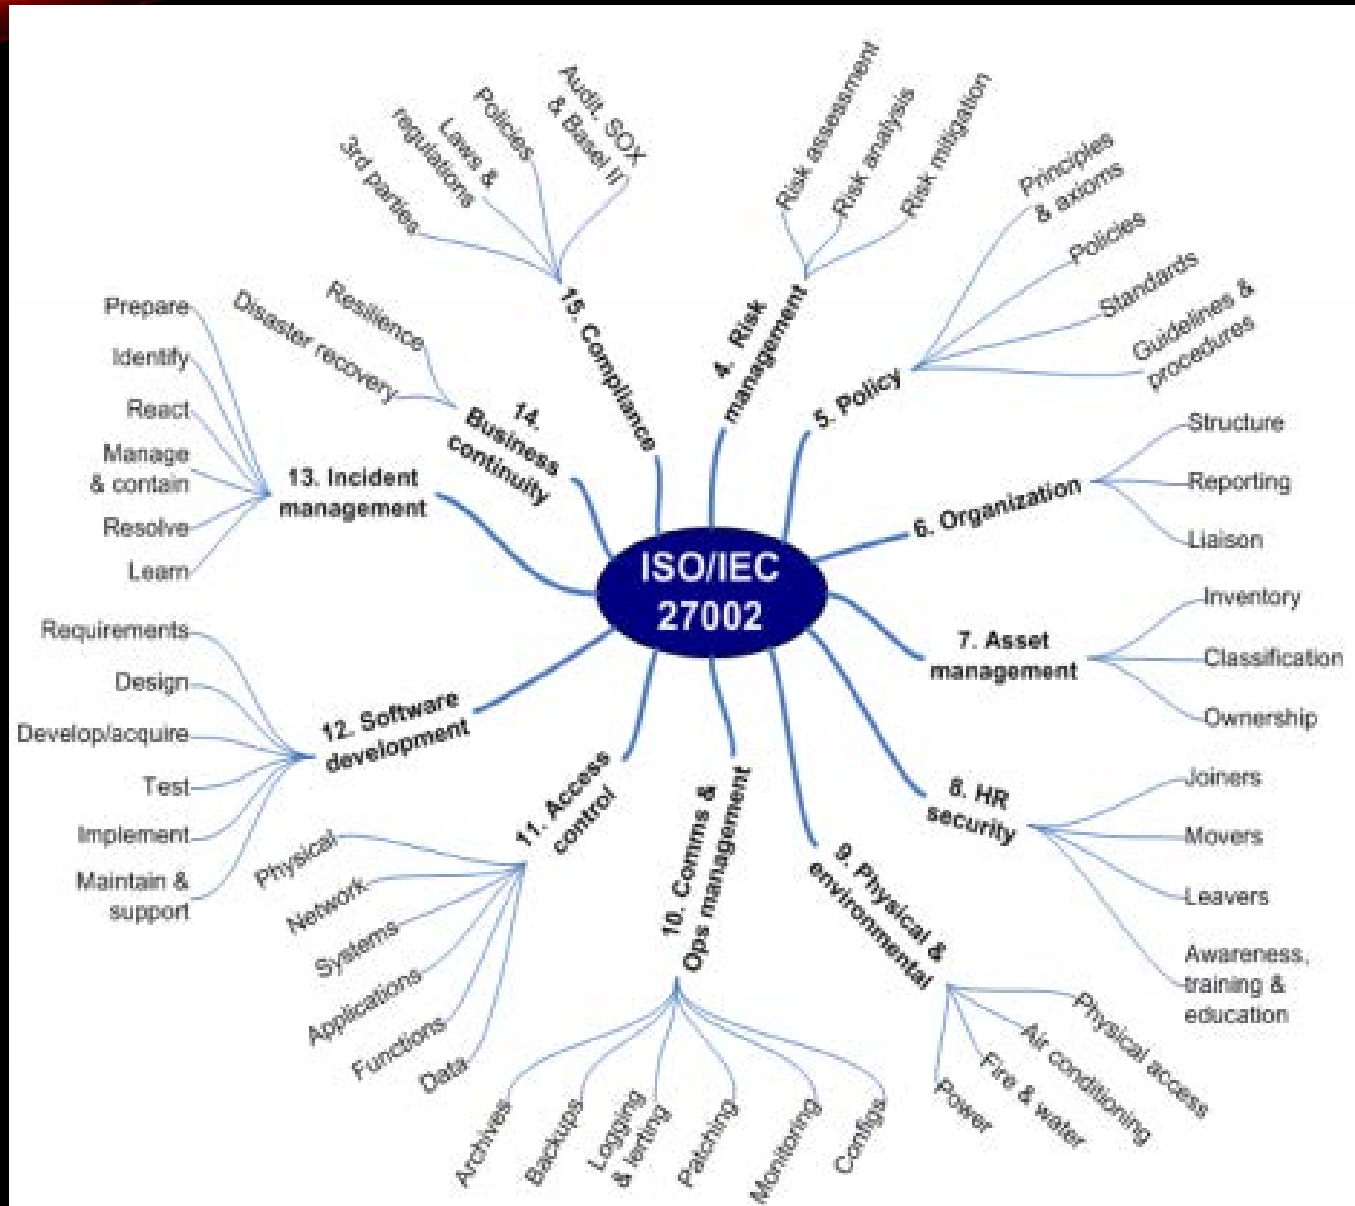 ISO/IEC
27002
4. Risk
management
Risk assessment
Risk analysis
Risk mitigation
5. Policy
Principles
& axioms
Policies
Standards
Guidelines &
procedures
6. Organization
Structure
Reporting
Liaison
7. Asset
management
Inventory
Classification
Ownership
8. HR
security
Joiners
Movers
Leavers
Awareness,
training &
education
9. Physical &
environmental
Physical access
Air conditioning
Fire & water
Power
10. Comms &
Ops management
Configs
Monitoring
Patching
Logging
& lerting
Backups
Archives
11. Access
control
Physical
Network
Systems
Applications
Functions
Data
12. Software
development
Requirements
Design
Develop/acquire
Test
Implement
Maintain &
support
13. Incident
management
Prepare
Identify
React
Manage
& contain
Resolve
Learn
14.
Business
continuity
Resilience
Disaster recovery
15. Compliance
3rd parties
Laws &
regulations
Policies
Audit, SOX
& Basel II